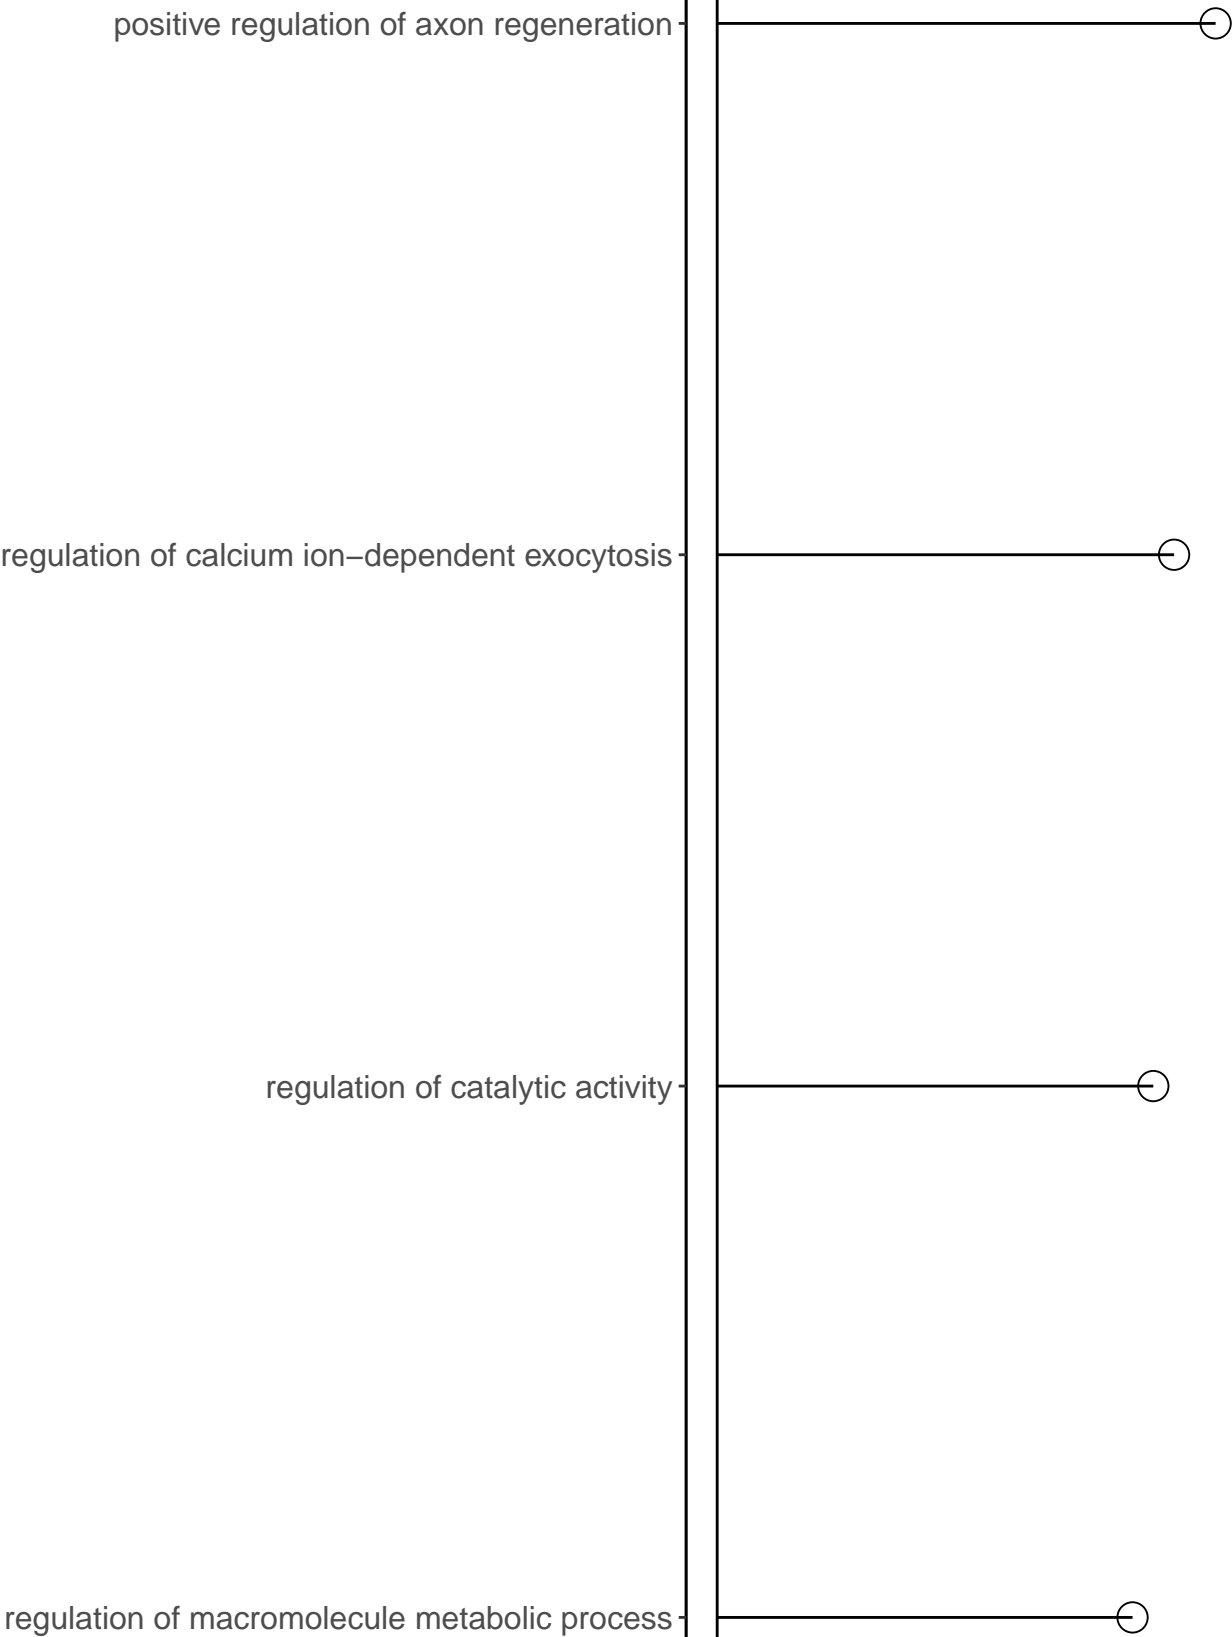 positive regulation of axon regeneration
regulation of calcium ion−dependent exocytosis
regulation of catalytic activity
regulation of macromolecule metabolic process